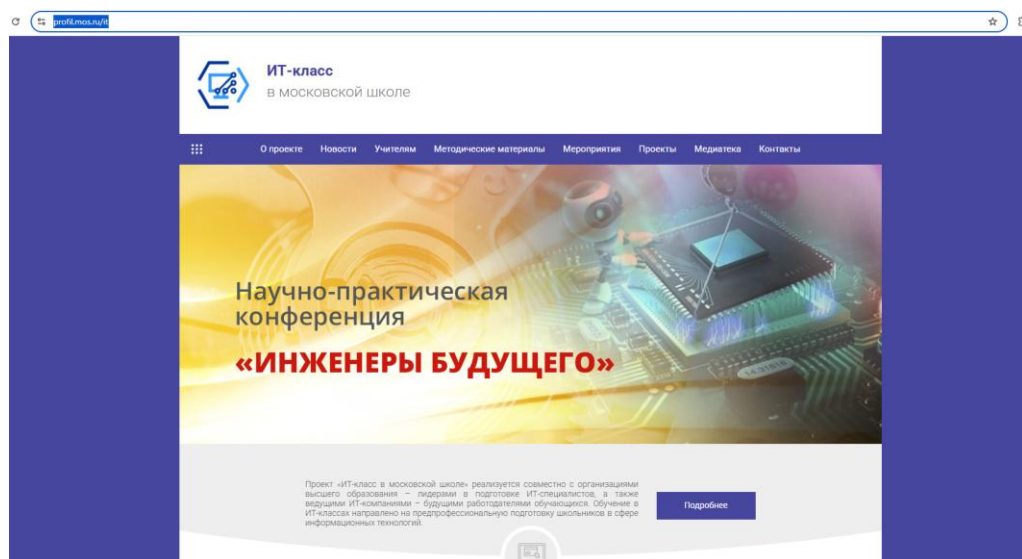 profil.mos.ru/it
ИТ-класс
в московской школе
О проекте Новости Учителям Методические материалы Мероприятия Проекты Медиатека Контакты
Научно-практическая
конференция
«ИНЖЕНЕРЫ БУДУЩЕГО»
14.31818
Проект «ИТ-класс в московской школе» реализуется совместно с организациями
высшего образования – лидерами в подготовке ИТ-специалистов, а также
ведущими ИТ-компаниями – будущими работодателями обучающихся. Обучение в
ИТ-классах направлено на предпрофессиональную подготовку школьников в сфере
информационных технологий.
Подробнее